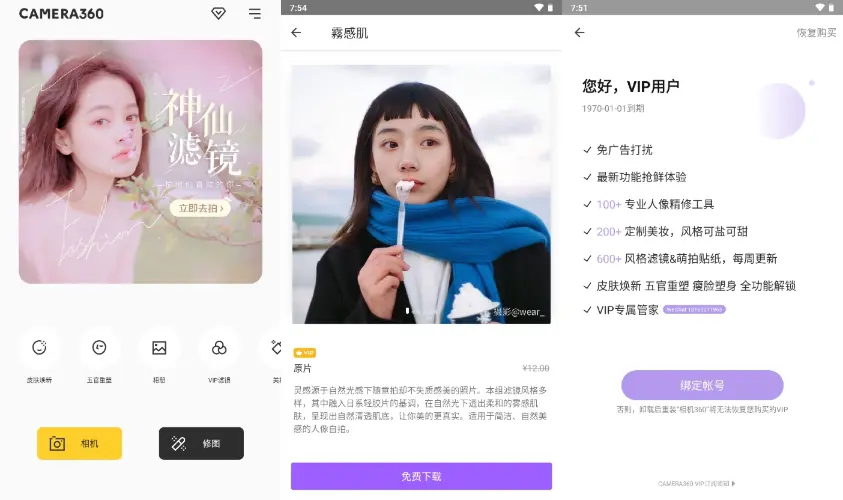 CAMERA360
神仙
滤镜
立即去拍 ›
Fashion
皮肤焕新
五官重塑
相册
VIP滤镜
相机
修图
7:54
霧感肌
摄影@wear_
VIP
原片
¥12.00
灵感源于自然光感下随意拍却不失质感美的照片。本组滤镜风格多
样，其中融入日系轻胶片的基调，在自然光下透出柔和的雾感肌
肤，呈现出自然清透肌底，让你美的更真实。适用于简洁、自然美
感的人像自拍。
免费下载
7:51
恢复购买
您好，VIP用户
1970-01-01到期
免广告打扰
最新功能抢鲜体验
100+ 专业人像精修工具
200+ 定制美妆，风格可盐可甜
600+ 风格滤镜&萌拍贴纸，每周更新
皮肤焕新 五官重塑 瘦脸塑身 全功能解锁
VIP专属管家
绑定帐号
否则，卸载后重装"相机360"将无法恢复您购买的VIP
CAMERA360 VIP订阅须知